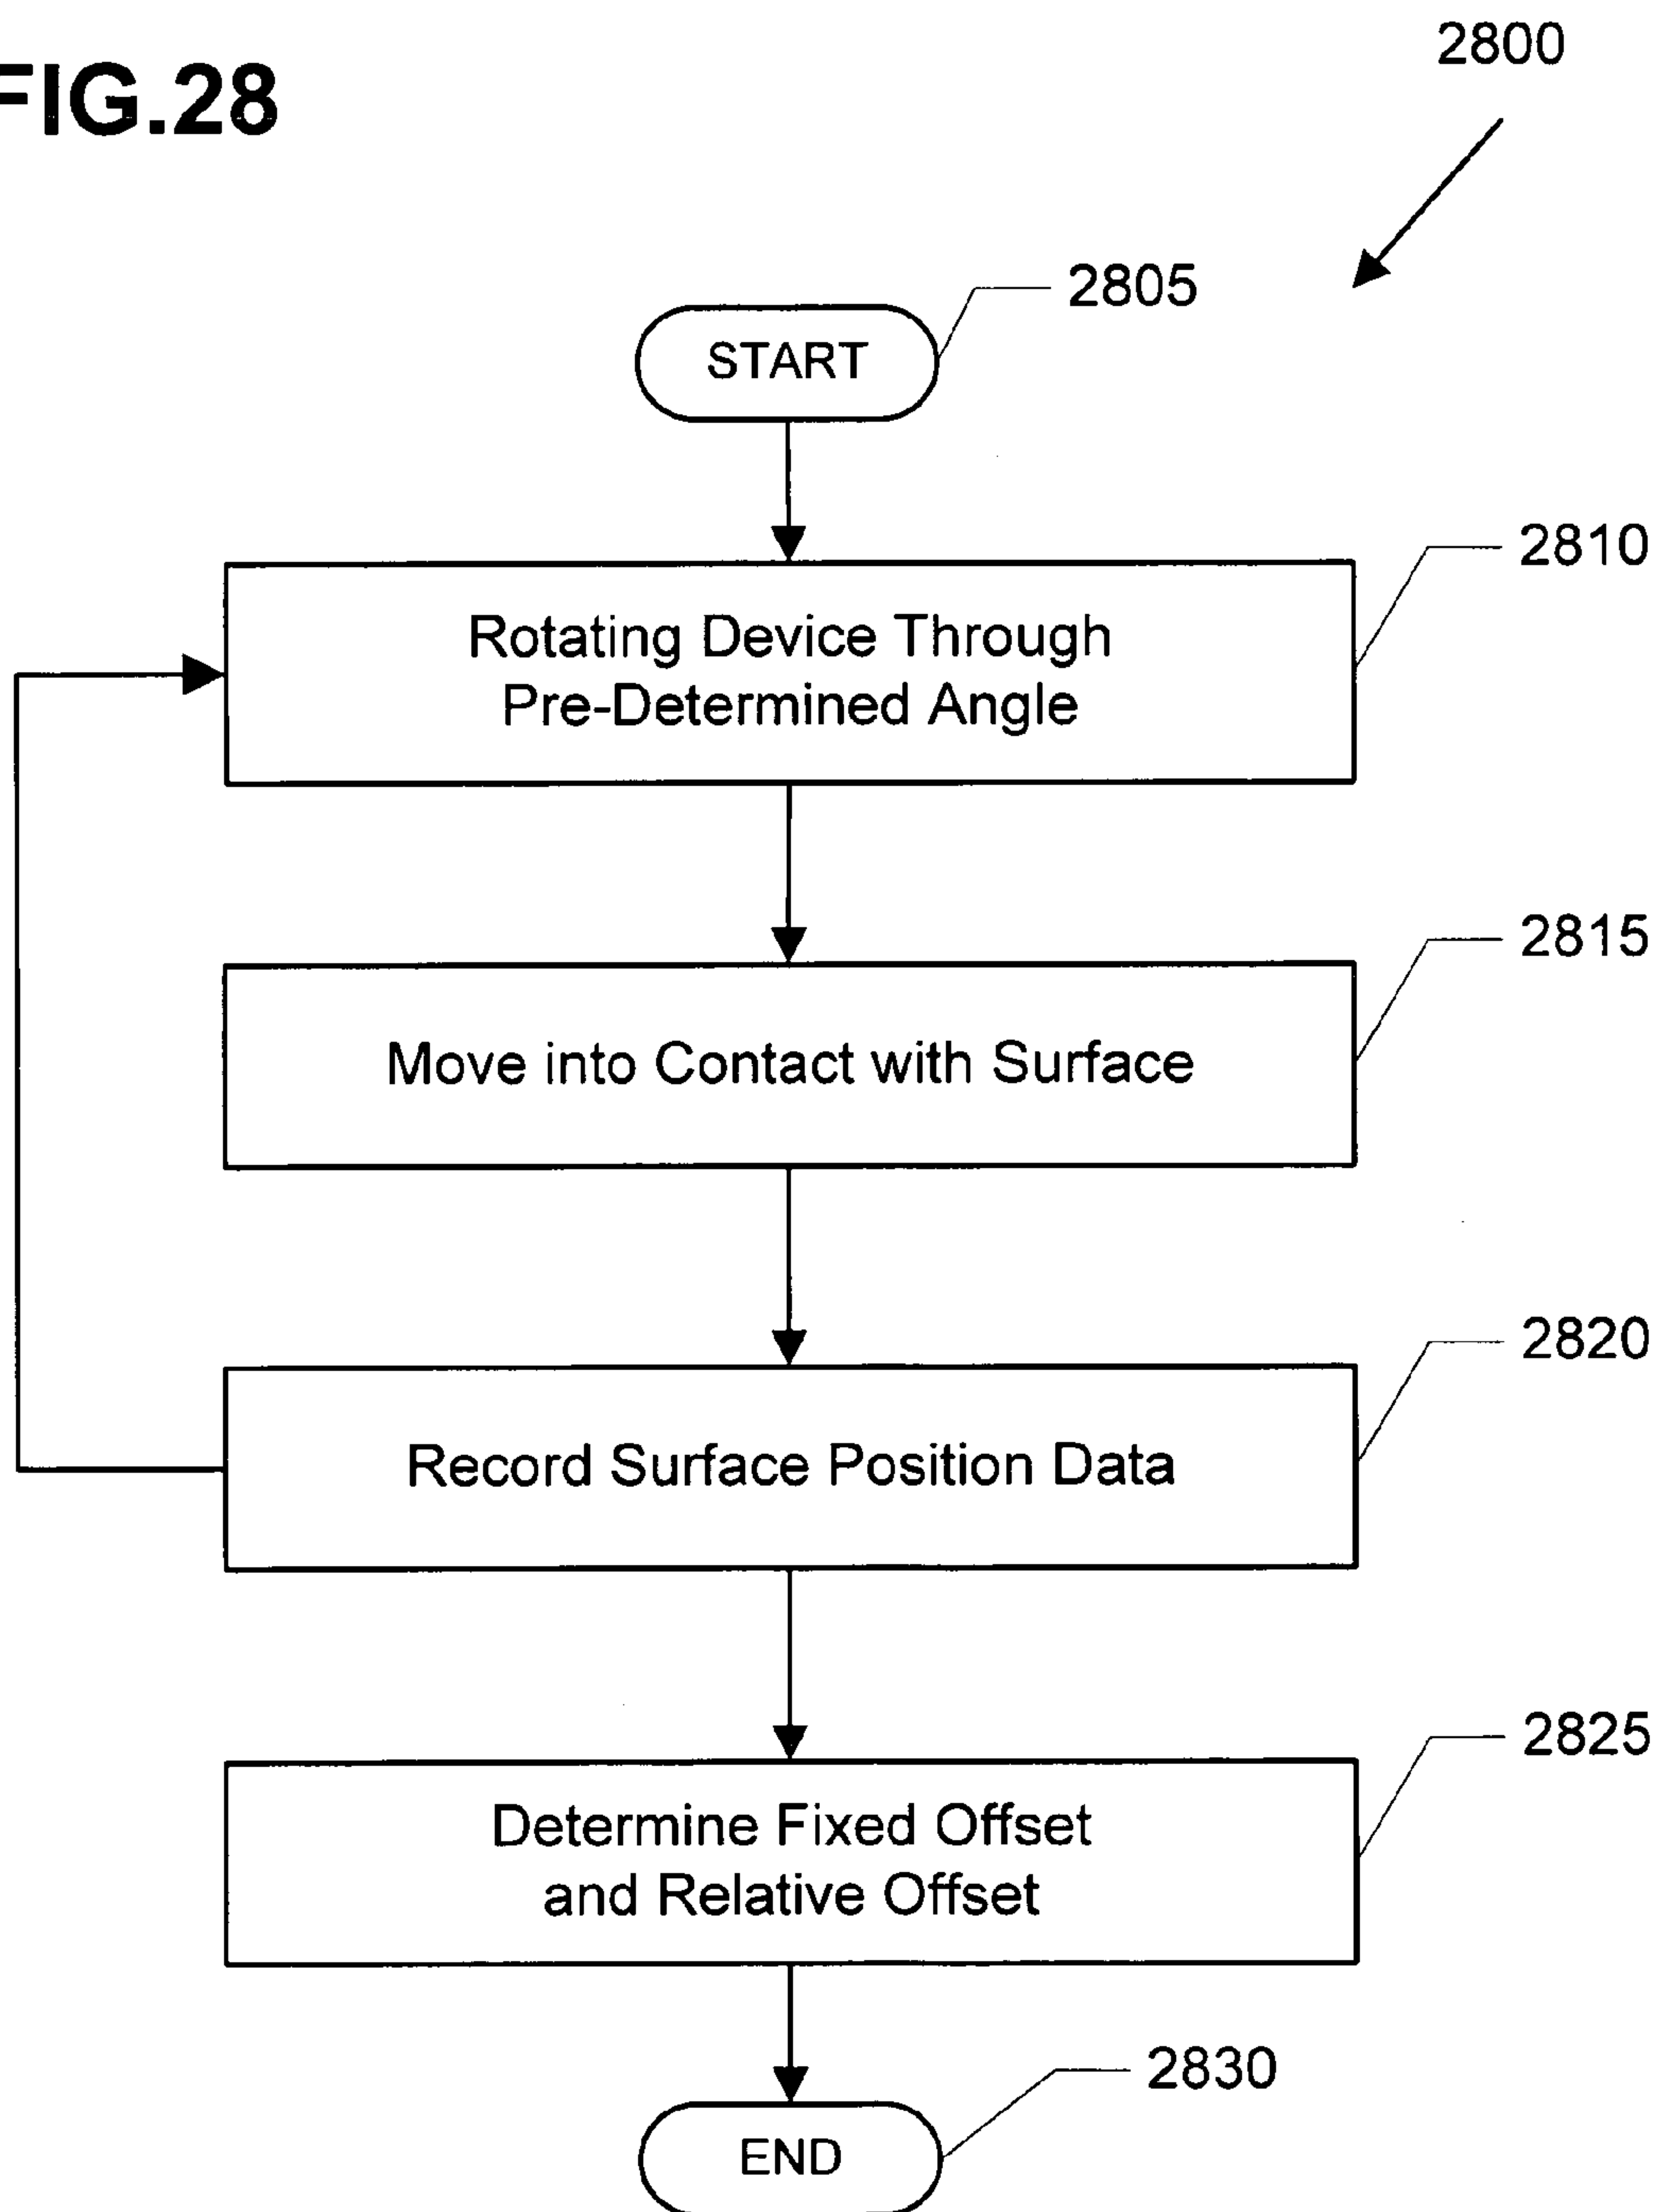 FIG.28
2800
START
2805
Rotating Device Through
Pre-Determined Angle
2810
Move into Contact with Surface
2815
Record Surface Position Data
2820
Determine Fixed Offset
and Relative Offset
2825
END
2830